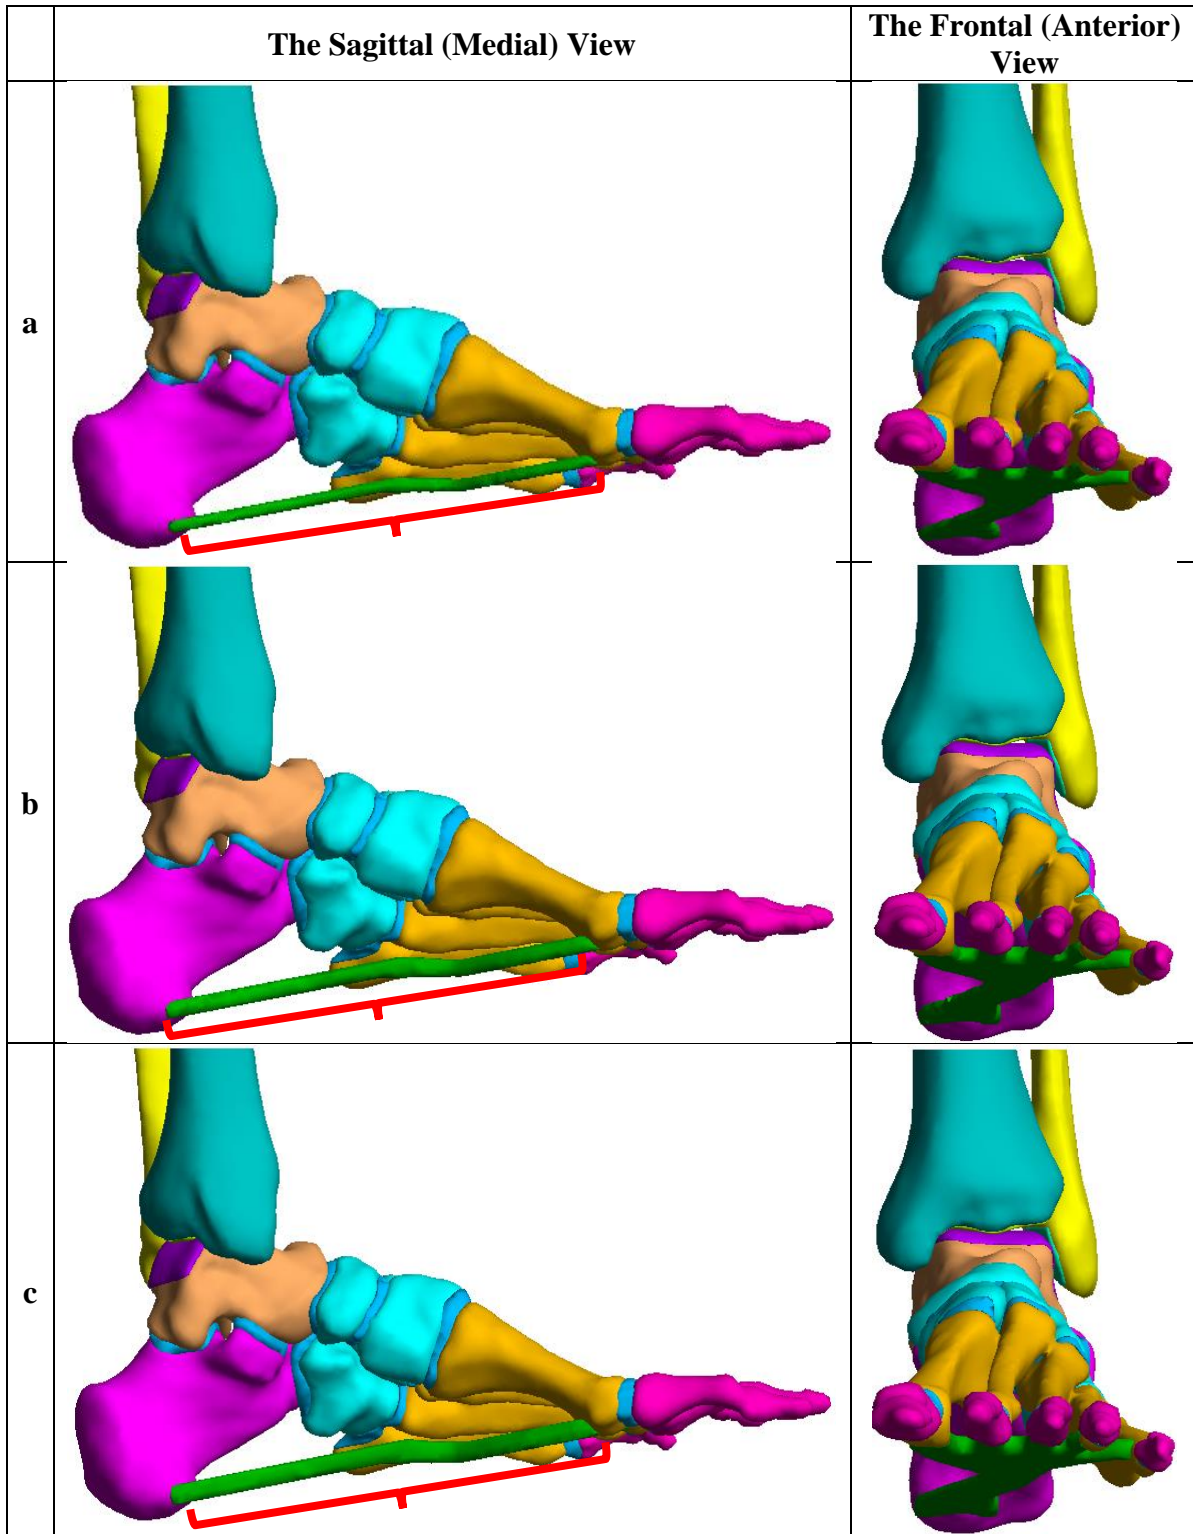 The Sagittal (Medial) View
The Frontal (Anterior)
View
a
b
c